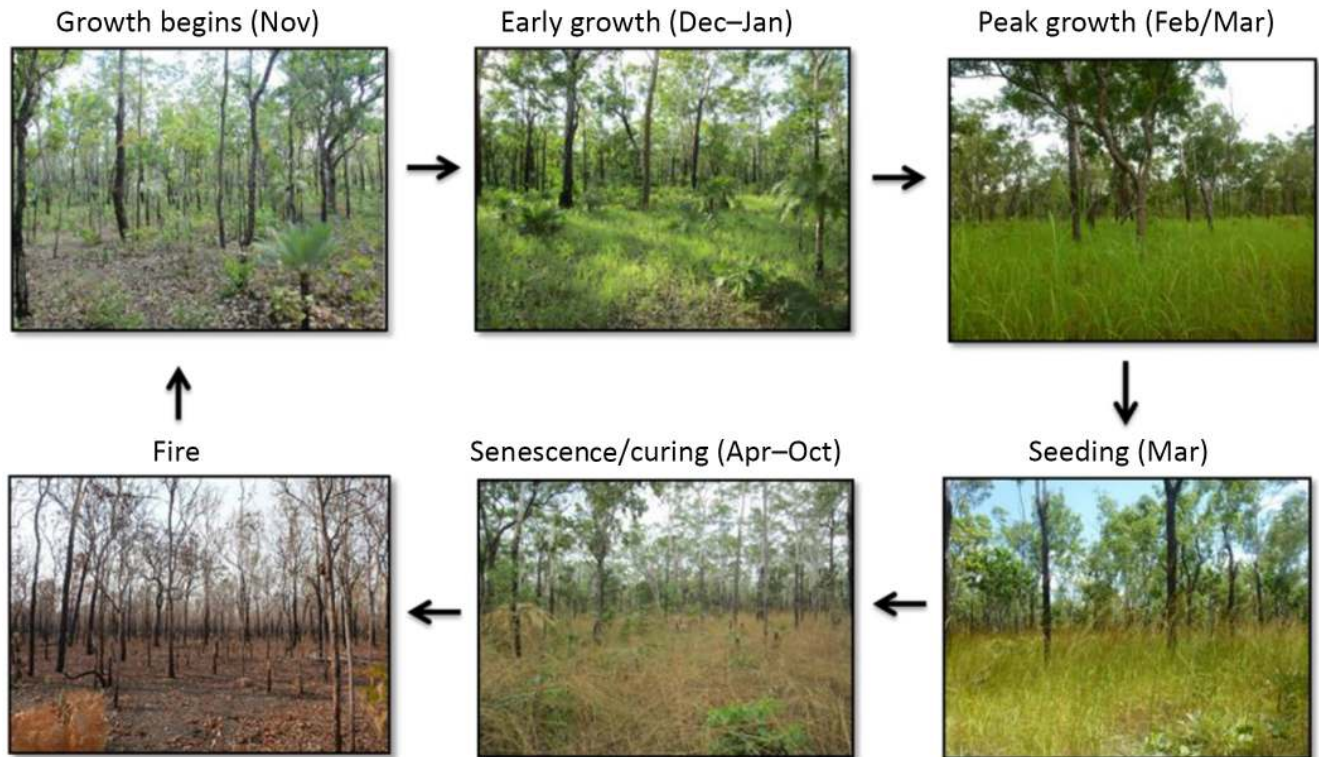 Growth begins (Nov)
Early growth (Dec–Jan)
Peak growth (Feb/Mar)
Seeding (Mar)
Senescence/curing (Apr–Oct)
Fire